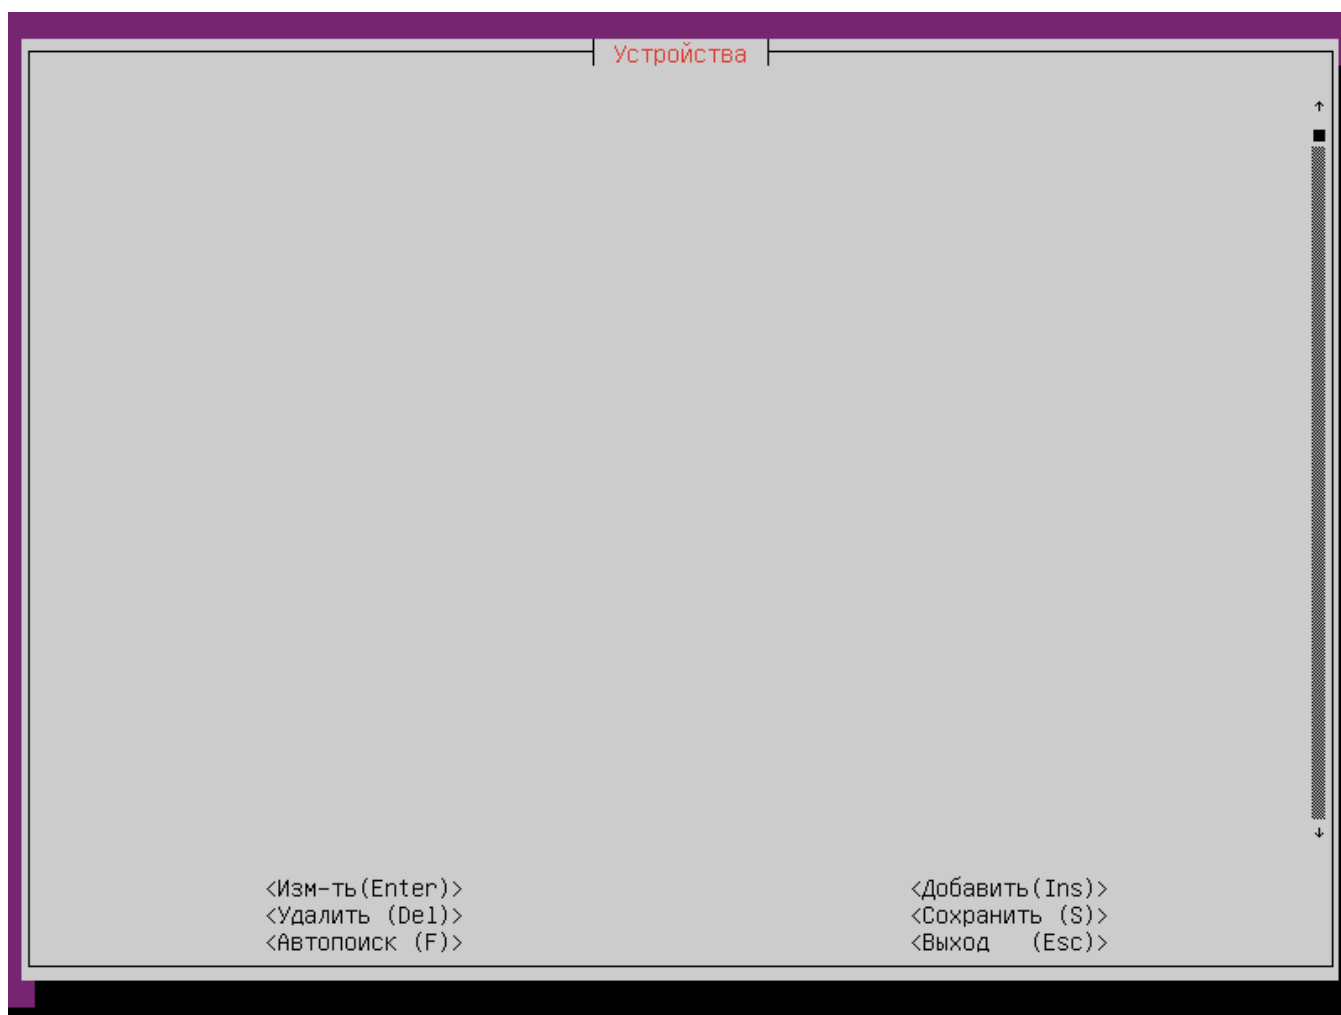 Устройства
<Изм-ть(Enter)> <Добавить(Ins)>
<Удалить (Del)> <Сохранить (S)>
<Автопоиск (F)> <Выход (Esc)>